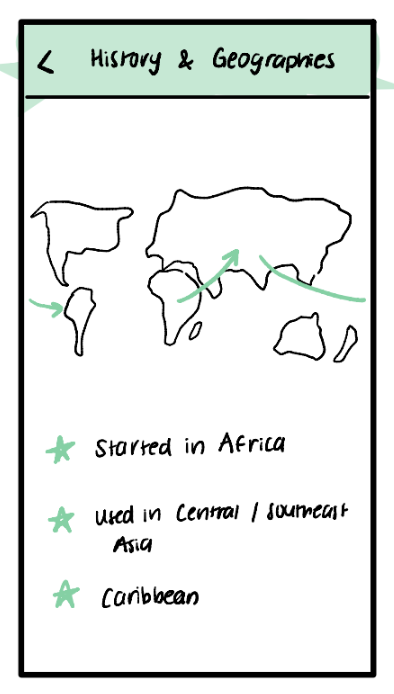 < History & Geographies
Started in Africa
Used in Central / Southeast
Asia
Caribbean